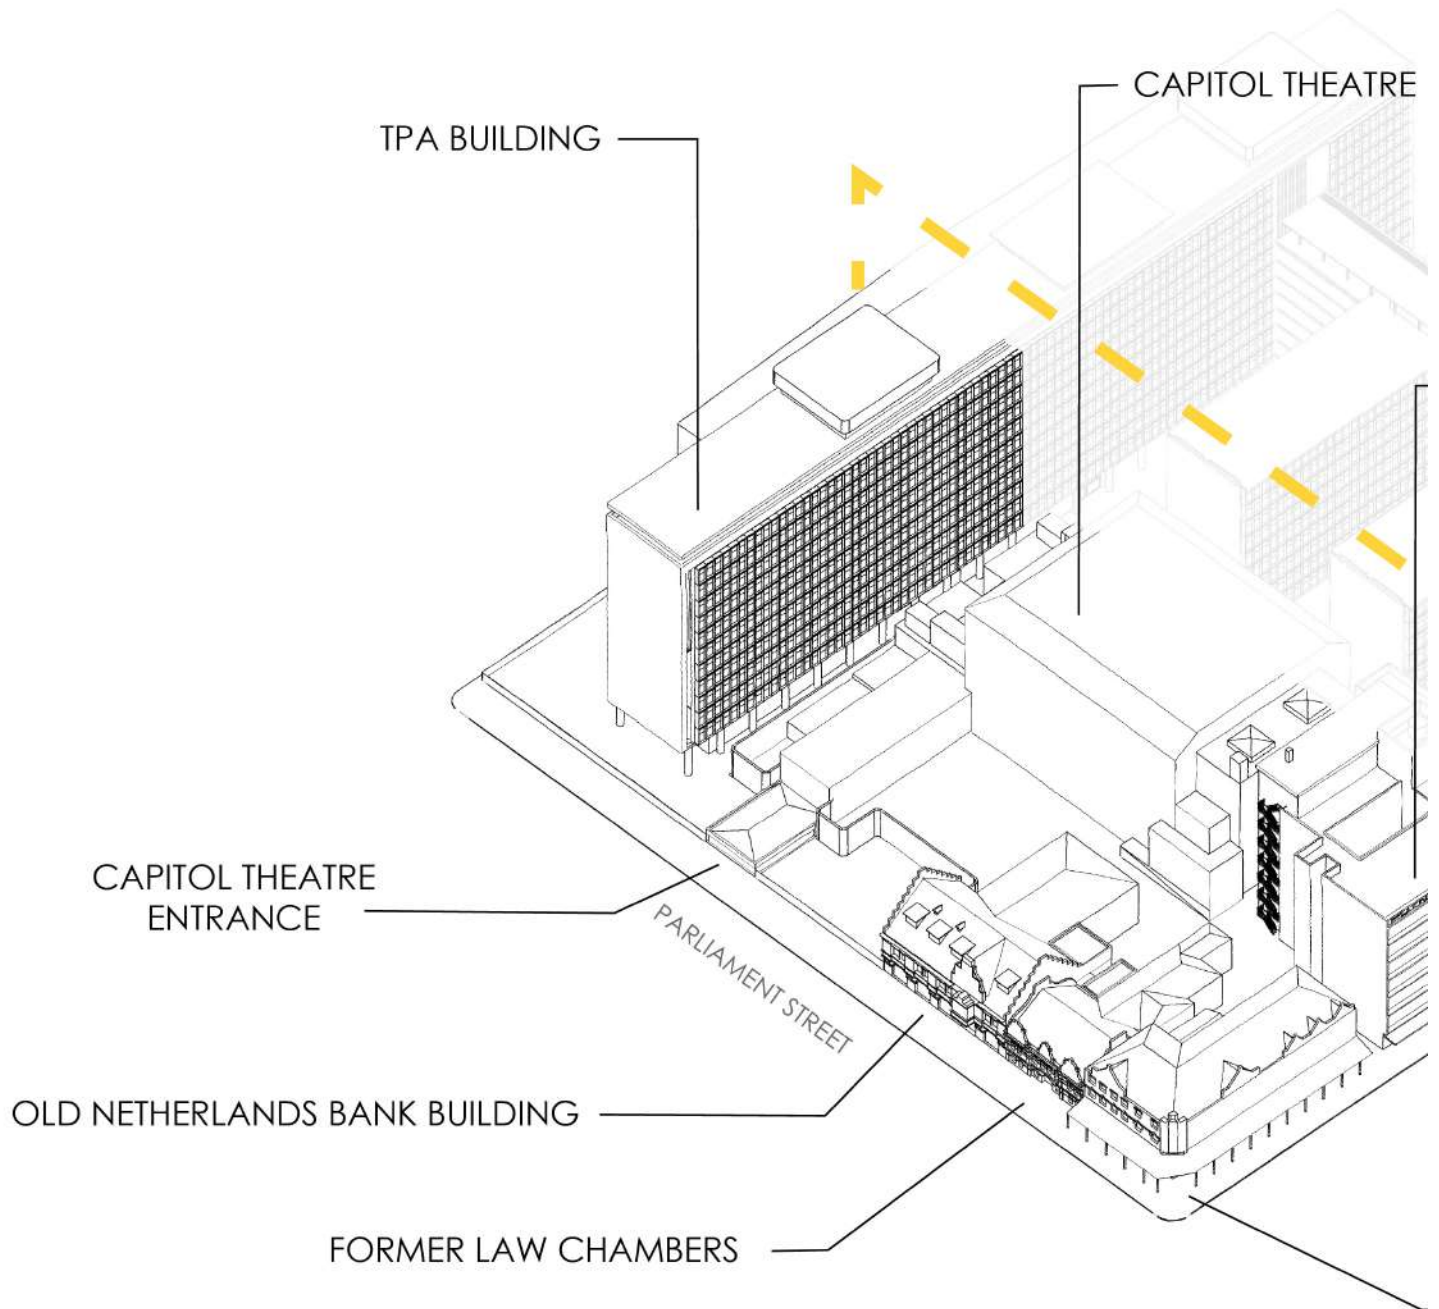 CAPITOL THEATRE
TPA BUILDING
CAPITOL THEATRE
ENTRANCE
PARLIAMENT STREET
OLD NETHERLANDS BANK BUILDING
FORMER LAW CHAMBERS